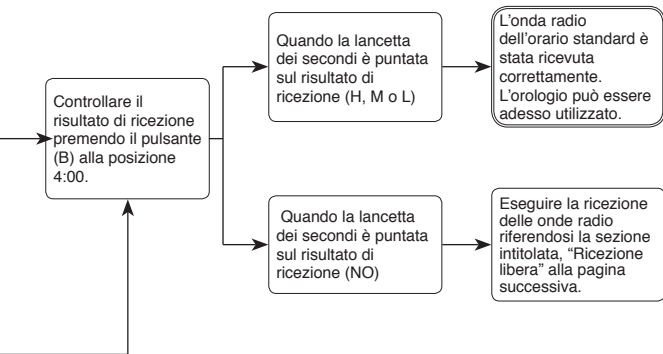 Controllare il
risultato di ricezione
premendo il pulsante
(B) alla posizione
4:00.
Quando la lancetta
dei secondi è puntata
sul risultato di
ricezione (H, M o L)
L'onda radio
dell'orario standard è
stata ricevuta
correttamente.
L'orologio può essere
adesso utilizzato.
Quando la lancetta
dei secondi è puntata
sul risultato di
ricezione (NO)
Eseguire la ricezione
delle onde radio
riferendosi la sezione
intitolata, “Ricezione
libera” alla pagina
successiva.